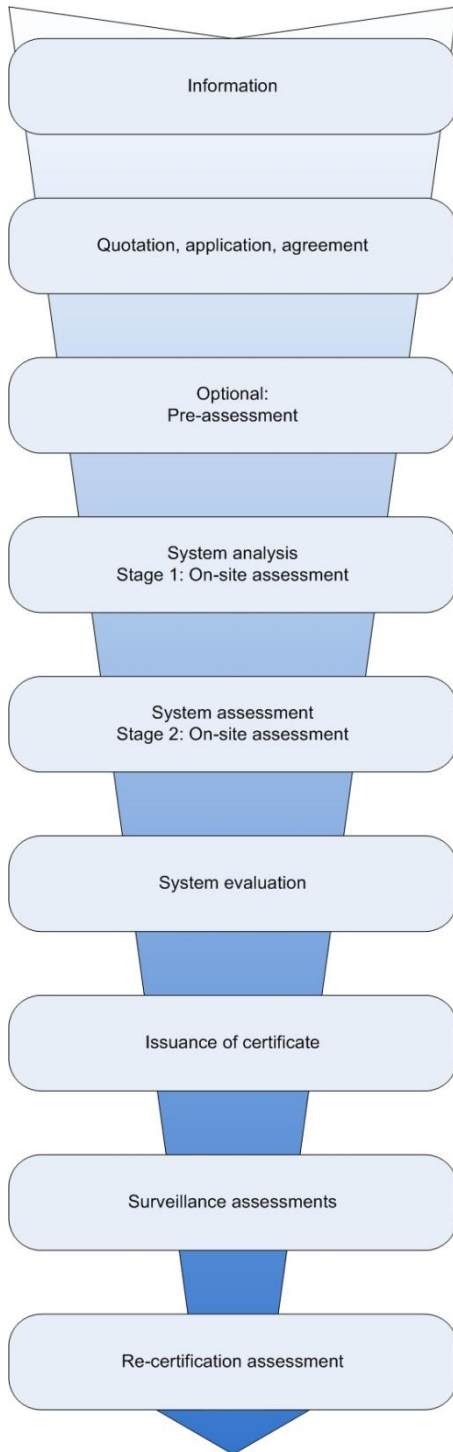 Information
Quotation, application, agreement
Optional:
Pre-assessment
System analysis
Stage 1: On-site assessment
System assessment
Stage 2: On-site assessment
System evaluation
Issuance of certificate
Surveillance assessments
Re-certification assessment